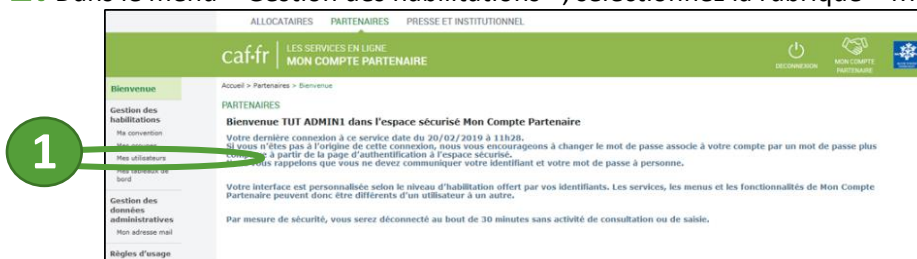 Dans le menu « Gestion des habilitations », sélectionnez la rubrique «
ALLOCATAIRES PARTENAIRES PRESSE ET INSTITUTIONNEL
caf.fr LES SERVICES EN LIGNE
MON COMPTE PARTENAIRE
DECONNEXION
MON COMPTE
PARTENAIRE
Bienvenue
Gestion des
habilitations
Ma convention
Mes utilisateurs
Mes tableaux de
bord
Gestion des
données
administratives
Mon adresse mail
Règles d'usage
1
Accueil > Partenaires > Bienvenue
PARTENAIRES
Bienvenue TUT ADMIN1 dans l'espace sécurisé Mon Compte Partenaire
Votre dernière connexion à ce service date du 20/02/2019 à 11h28.
Si vous n'êtes pas à l'origine de cette connexion, nous vous encourageons à changer le mot de passe associé à votre compte par un mot de passe plus
à partir de la page d'authentification à l'espace sécurisé.
vous rappelons que vous ne devez communiquer votre identifiant et votre mot de passe à personne.
Votre interface est personnalisée selon le niveau d'habilitation offert par vos identifiants. Les services, les menus et les fonctionnalités de Mon Compte
Partenaire peuvent donc être différents d'un utilisateur à un autre.
Par mesure de sécurité, vous serez déconnecté au bout de 30 minutes sans activité de consultation ou de saisie.